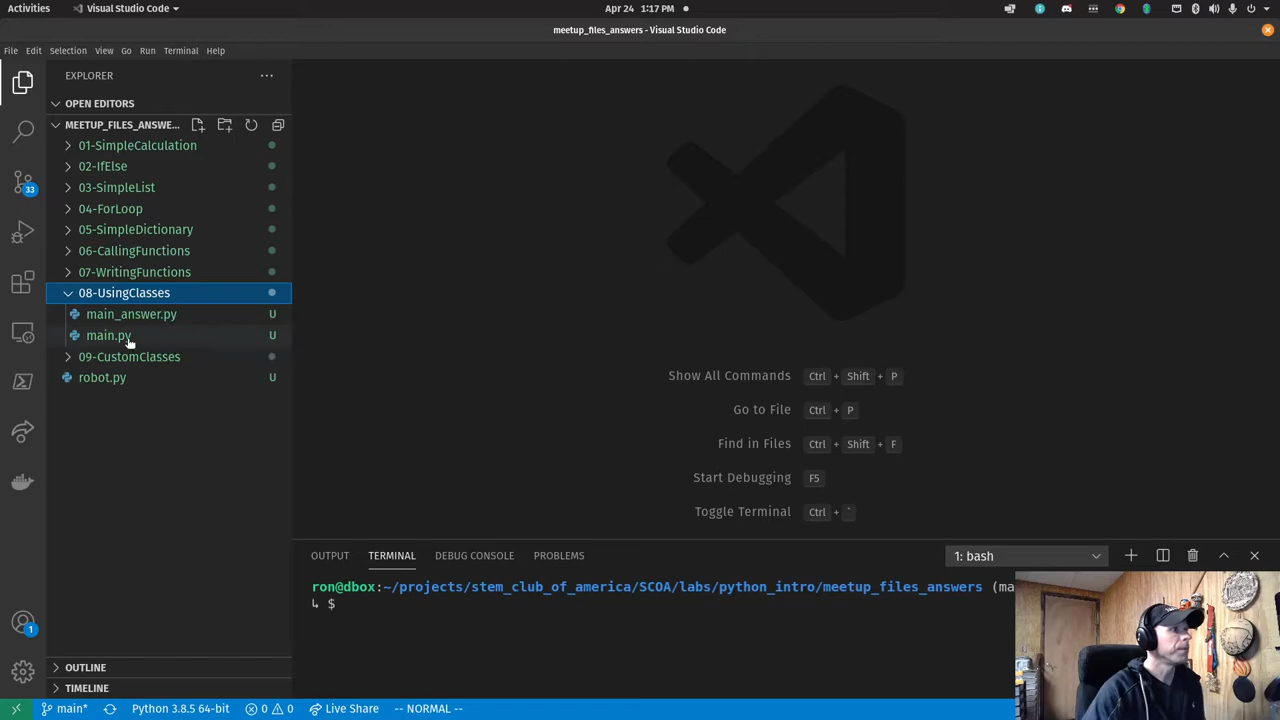 Activities
Visual Studio Code
Apr 24 1:17 PM
meetup_files_answers - Visual Studio Code
File Edit Selection View Go Run Terminal Help
EXPLORER
OPEN EDITORS
MEETUP_FILES_ANSWE...
01-SimpleCalculation
02-IfElse
03-SimpleList
04-ForLoop
05-SimpleDictionary
06-CallingFunctions
07-WritingFunctions
08-UsingClasses
main_answer.py U
main.py U
09-CustomClasses
robot.py U
33
1
Show All Commands Ctrl + Shift + P
Go to File Ctrl + P
Find in Files Ctrl + Shift + F
Start Debugging F5
Toggle Terminal Ctrl + `
OUTPUT TERMINAL DEBUG CONSOLE PROBLEMS
1: bash
ron@dbox:~/projects/stem_club_of_america/SCOA/labs/python_intro/meetup_files_answers (ma
↳ $
OUTLINE
TIMELINE
main* Python 3.8.5 64-bit 0 0 Live Share -- NORMAL --